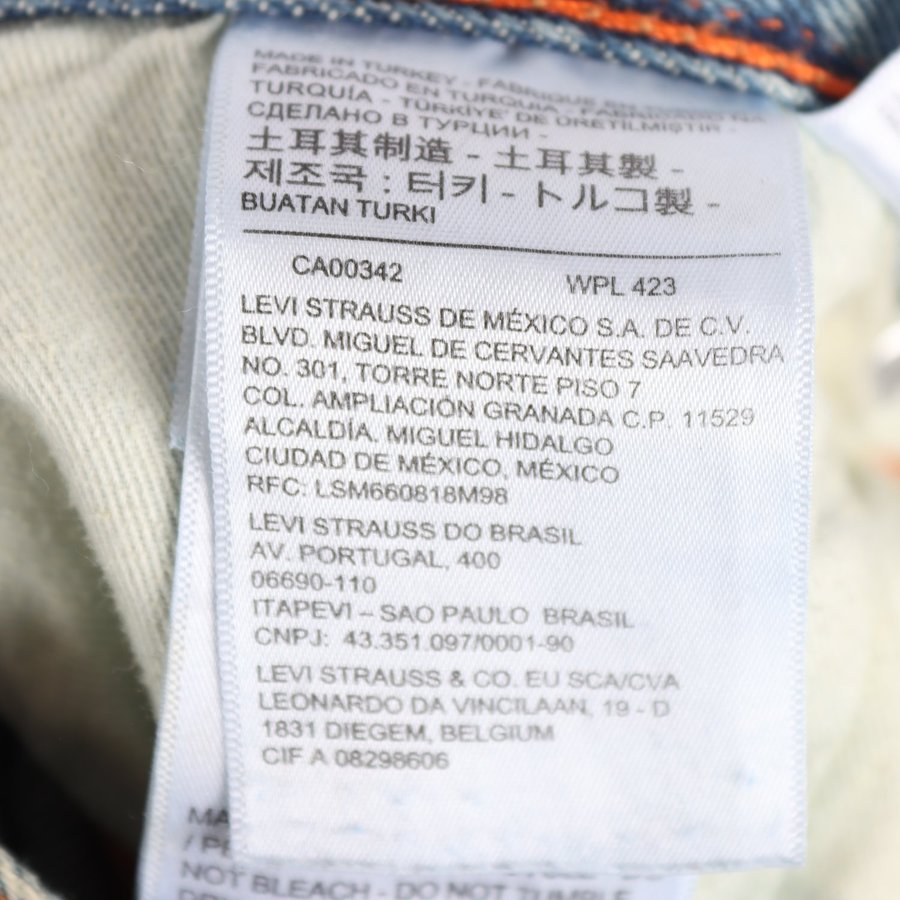 MADE IN TURKEY - FABRIQUE EN TURQUIE
FABRICADO EN TURQUIA - FABRICADO NA
TURQUÍA - TÜRKİYE' DE ÜRETİLMİŞTİR -
СДЕЛАНО В ТУРЦИИ -
土耳其制造 - 土耳其製 -
제조국 : 터키 - トルコ製 -
BUATAN TURKI
CA00342 WPL 423
LEVI STRAUSS DE MÉXICO S.A. DE C.V.
BLVD. MIGUEL DE CERVANTES SAAVEDRA
NO. 301, TORRE NORTE PISO 7
COL. AMPLIACIÓN GRANADA C.P. 11529
ALCALDÍA. MIGUEL HIDALGO
CIUDAD DE MÉXICO, MÉXICO
RFC: LSM660818M98
LEVI STRAUSS DO BRASIL
AV. PORTUGAL, 400
06690-110
ITAPEVI – SAO PAULO BRASIL
CNPJ: 43.351.097/0001-90
LEVI STRAUSS & CO. EU SCA/CVA
LEONARDO DA VINCILAAN, 19 - D
1831 DIEGEM, BELGIUM
CIF A 08298606
NOT BLEACH - DO NOT TUMBLE